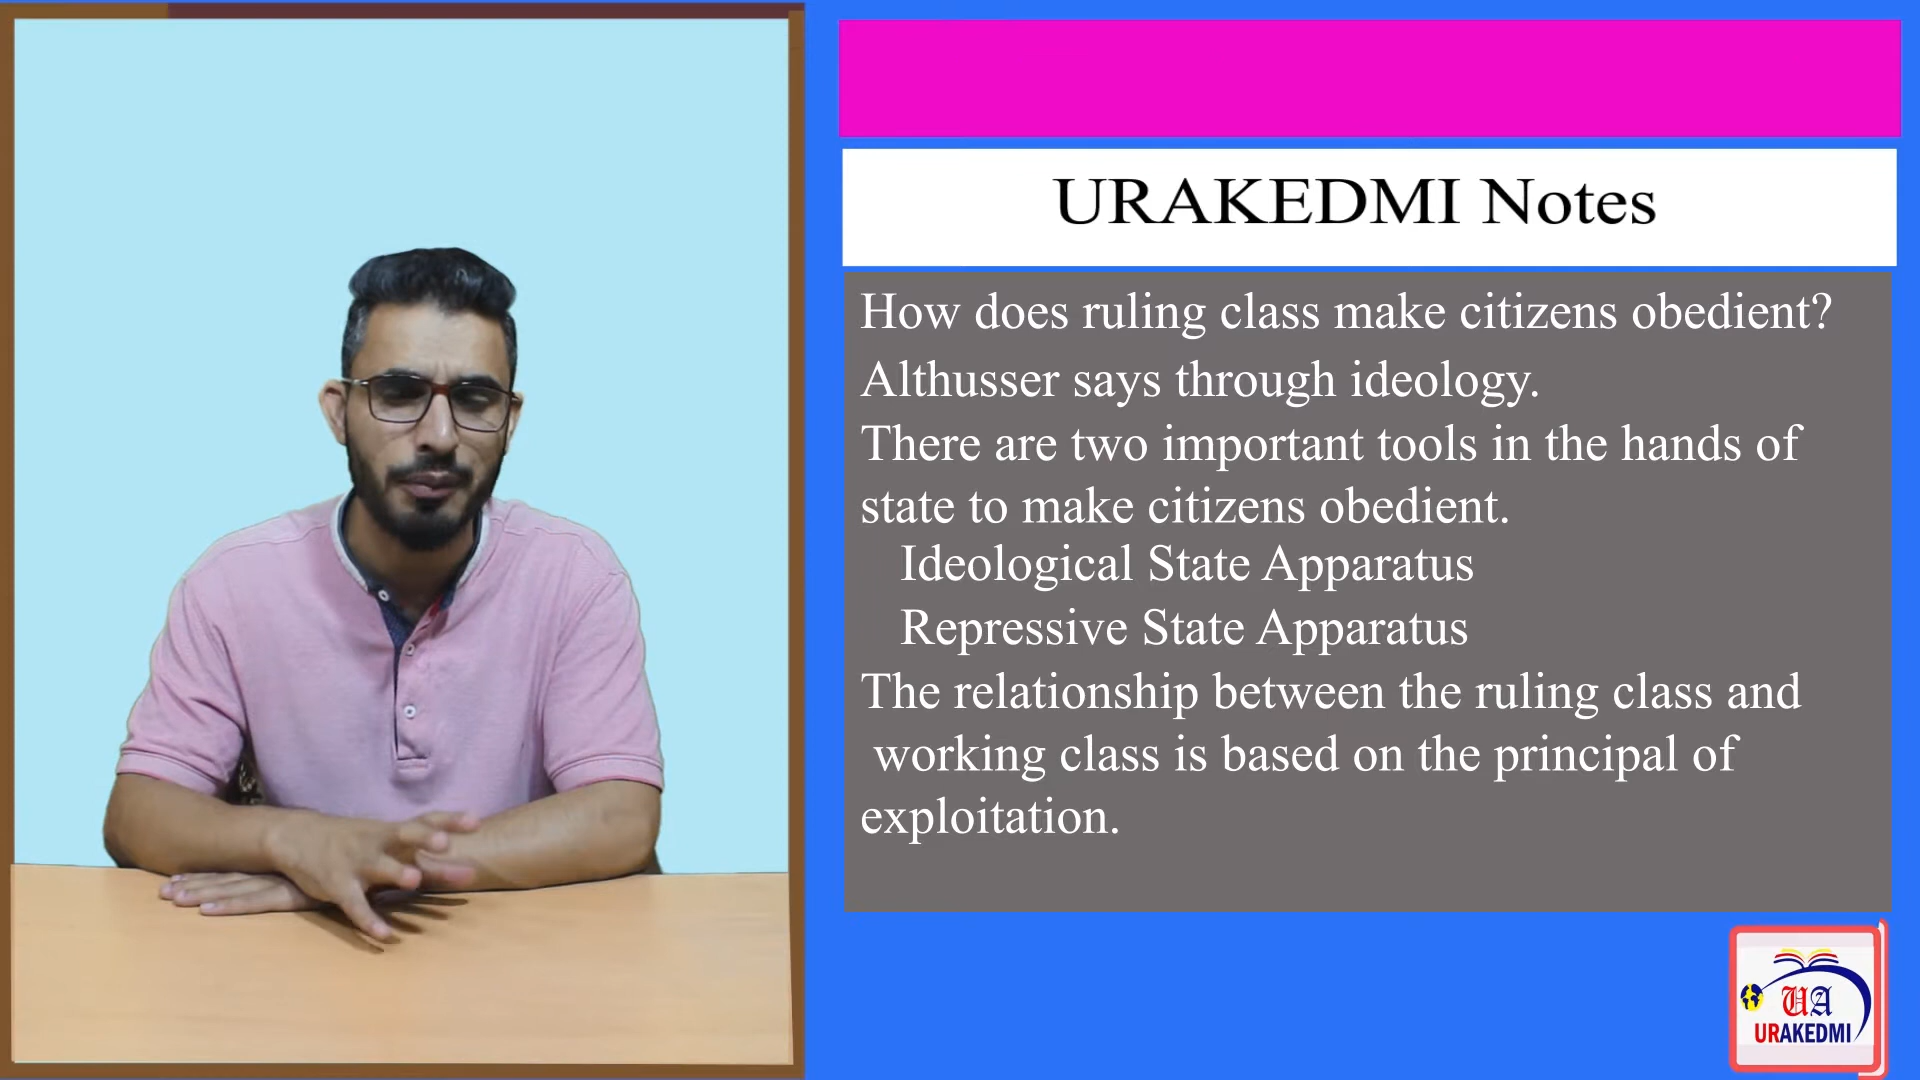 URAKEDMI Notes
How does ruling class make citizens obedient?
Althusser says through ideology.
There are two important tools in the hands of
state to make citizens obedient.
Ideological State Apparatus
Repressive State Apparatus
The relationship between the ruling class and
working class is based on the principal of
exploitation.
UA
URAKEDMI